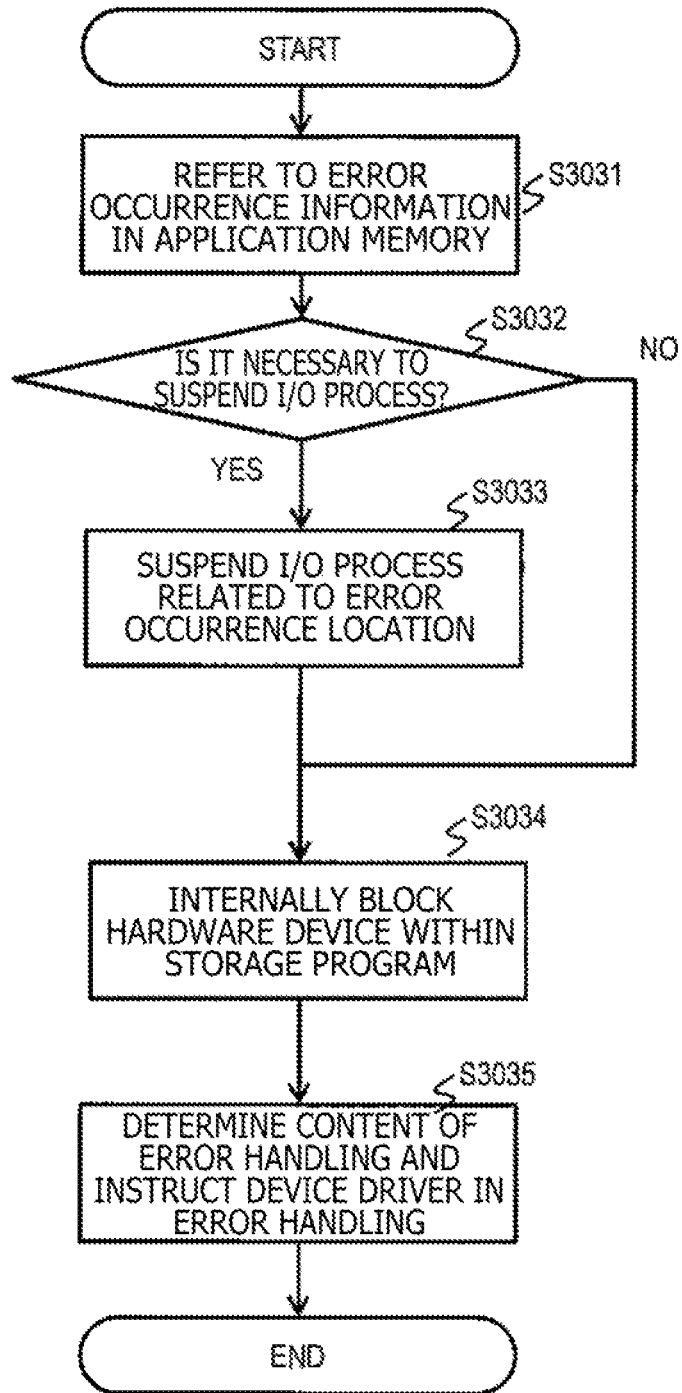 START
REFER TO ERROR
OCCURRENCE INFORMATION
IN APPLICATION MEMORY
S3031
S3032
IS IT NECESSARY TO
SUSPEND I/O PROCESS?
NO
YES
S3033
SUSPEND I/O PROCESS
RELATED TO ERROR
OCCURRENCE LOCATION
S3034
INTERNALLY BLOCK
HARDWARE DEVICE WITHIN
STORAGE PROGRAM
S3035
DETERMINE CONTENT OF
ERROR HANDLING AND
INSTRUCT DEVICE DRIVER IN
ERROR HANDLING
END